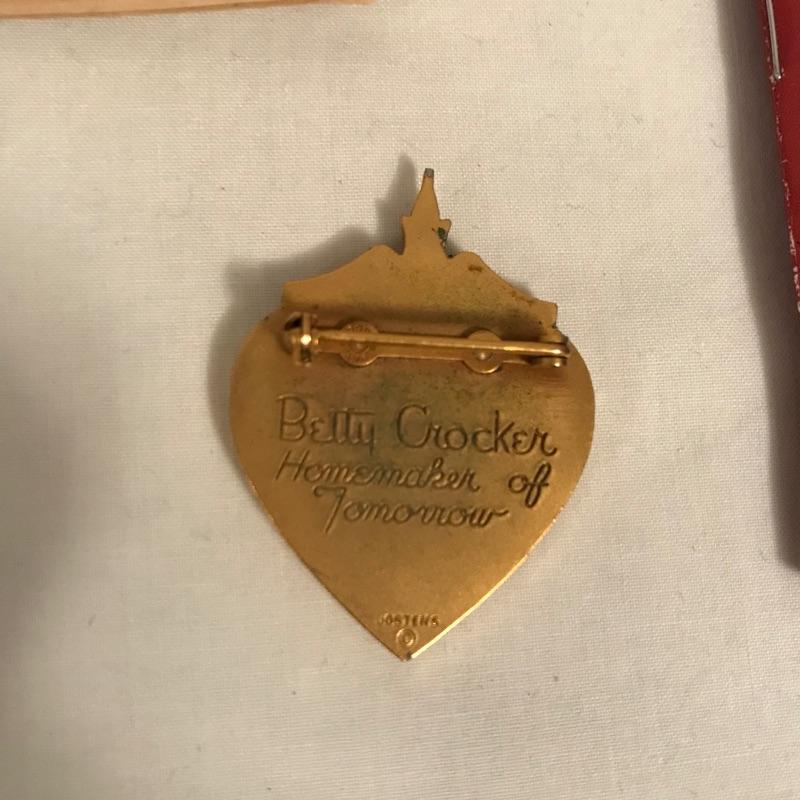 Betty Crocker
Homemaker of
Tomorrow
JOSTENS
©